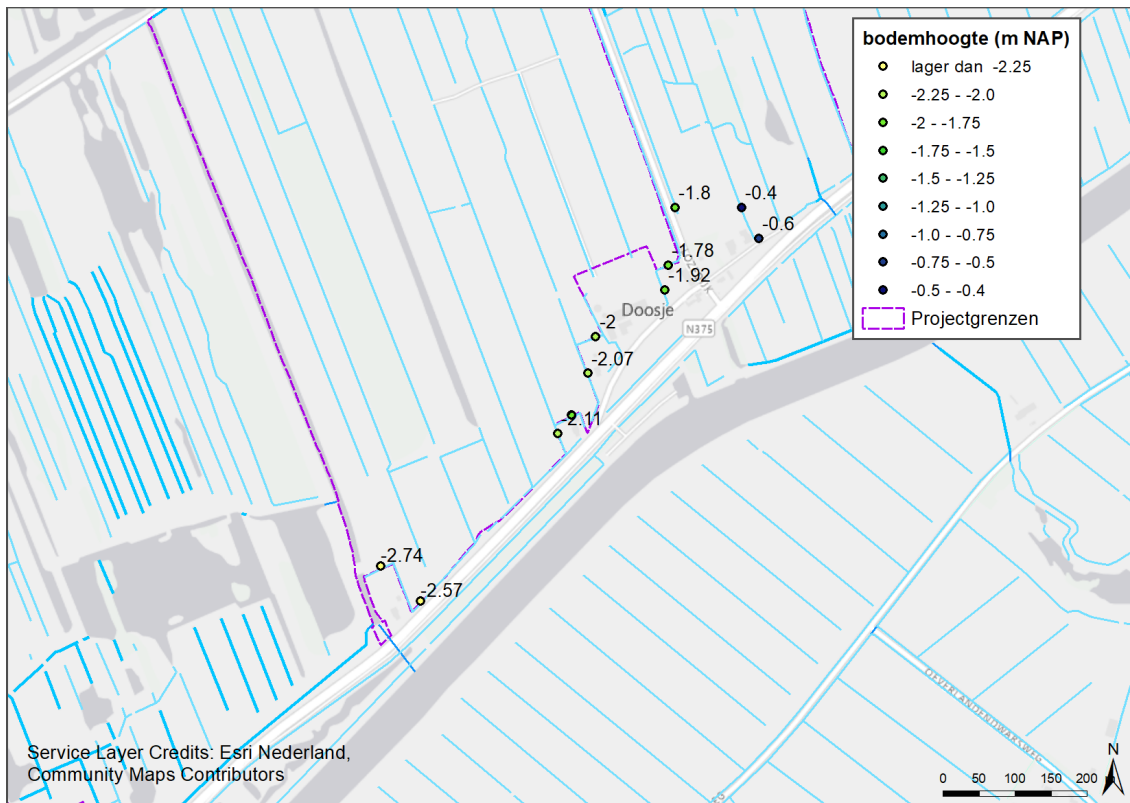 bodemhoogte (m NAP)
lager dan -2.25
-2.25 - -2.0
-2 - -1.75
-1.75 - -1.5
-1.5 - -1.25
-1.25 - -1.0
-1.0 - -0.75
-0.75 - -0.5
-0.5 - -0.4
Projectgrenzen
-1.8
-0.4
-0.6
-1.78
-1.92
Doosje
-2
N375
-2.07
-2.11
-2.74
-2.57
OEVERLANDENDWARSWEG
Service Layer Credits: Esri Nederland,
Community Maps Contributors
N
0 50 100 150 200 m